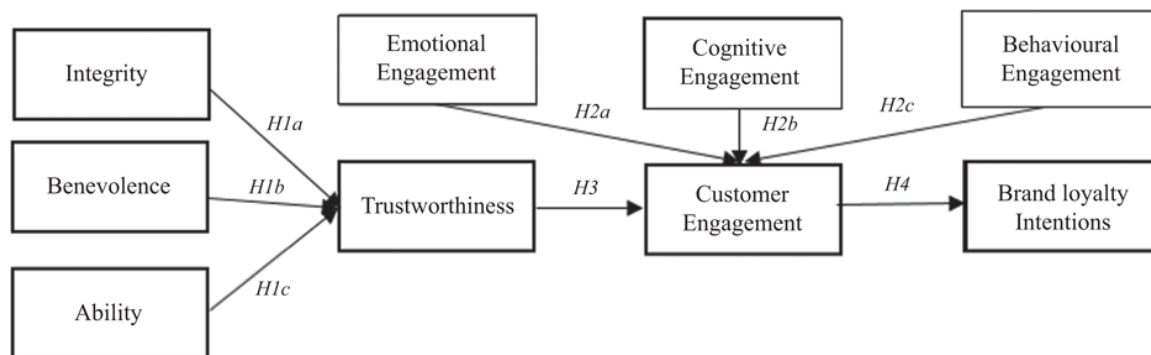 Integrity
Emotional
Engagement
Cognitive
Engagement
Behavioural
Engagement
H1a
H2a
H2b
H2c
Benevolence
H1b
Trustworthiness
H3
Customer
Engagement
H4
Brand loyalty
Intentions
H1c
Ability